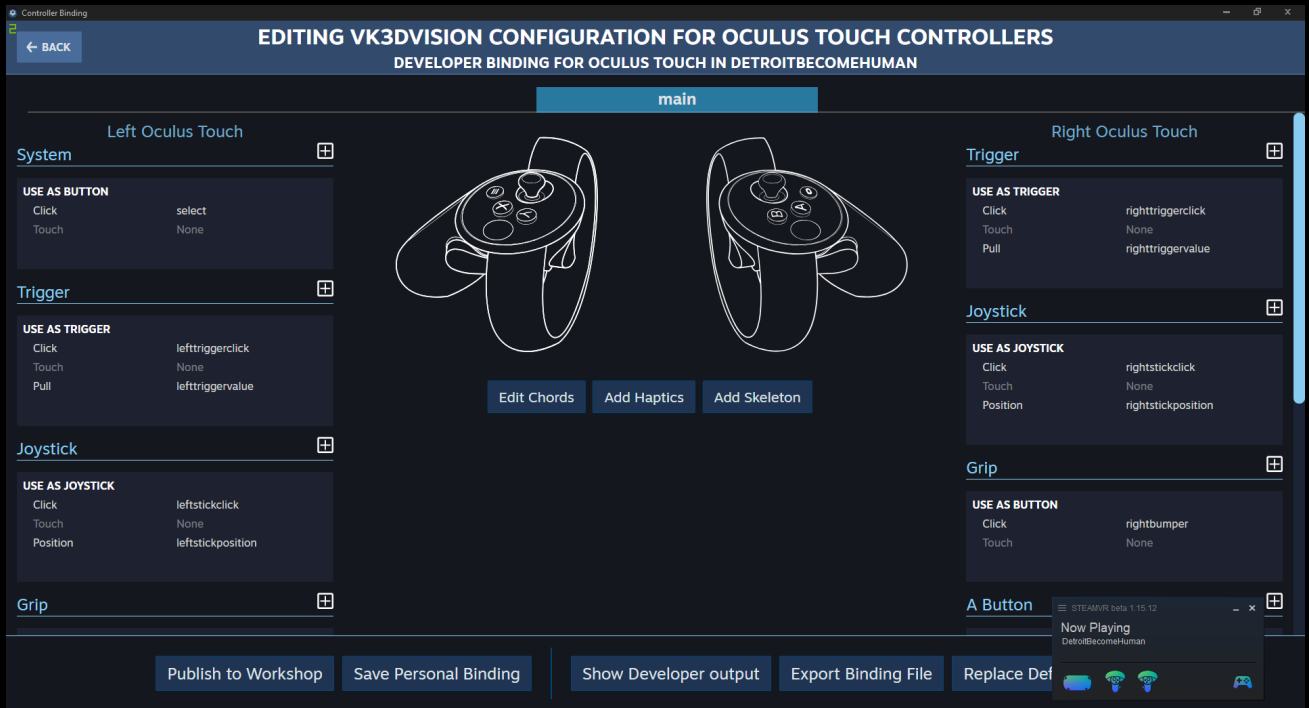 Controller Binding
2
← BACK
EDITING VK3DVISION CONFIGURATION FOR OCULUS TOUCH CONTROLLERS
DEVELOPER BINDING FOR OCULUS TOUCH IN DETROITBECOMEHUMAN
main
Left Oculus Touch
System
USE AS BUTTON
Click select
Touch None
Trigger
USE AS TRIGGER
Click lefttriggerclick
Touch None
Pull lefttriggervalue
Joystick
USE AS JOYSTICK
Click leftstickclick
Touch None
Position leftstickposition
Grip
X
Y
A
B
Edit Chords
Add Haptics
Add Skeleton
Right Oculus Touch
Trigger
USE AS TRIGGER
Click righttriggerclick
Touch None
Pull righttriggervalue
Joystick
USE AS JOYSTICK
Click rightstickclick
Touch None
Position rightstickposition
Grip
USE AS BUTTON
Click rightbumper
Touch None
A Button
Publish to Workshop
Save Personal Binding
Show Developer output
Export Binding File
Replace Def
STEAMVR beta 1.15.12
Now Playing
DetroitBecomeHuman